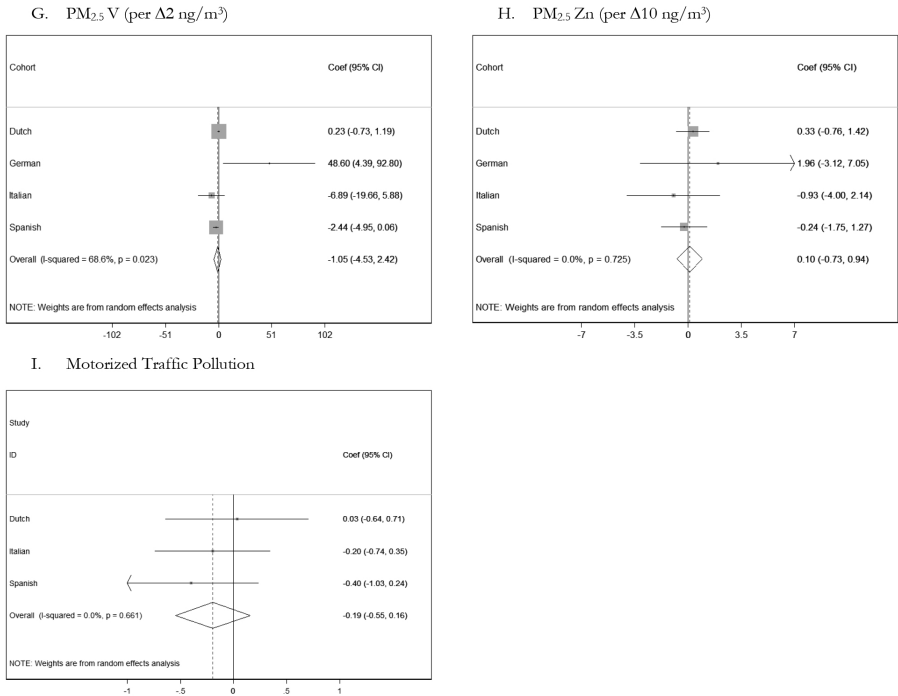 G. PM2.5 V (per Δ2 ng/m³)
Cohort Coef (95% CI)
Dutch 0.23 (-0.73, 1.19)
German 48.60 (4.39, 92.80)
Italian -6.89 (-19.66, 5.88)
Spanish -2.44 (-4.95, 0.06)
Overall (I-squared = 68.6%, p = 0.023) -1.05 (-4.53, 2.42)
NOTE: Weights are from random effects analysis
-102 -51 0 51 102
H. PM2.5 Zn (per Δ10 ng/m³)
Cohort Coef (95% CI)
Dutch 0.33 (-0.76, 1.42)
German 1.96 (-3.12, 7.05)
Italian -0.93 (-4.00, 2.14)
Spanish -0.24 (-1.75, 1.27)
Overall (I-squared = 0.0%, p = 0.725) 0.10 (-0.73, 0.94)
NOTE: Weights are from random effects analysis
-7 -3.5 0 3.5 7
I. Motorized Traffic Pollution
Study
ID Coef (95% CI)
Dutch 0.03 (-0.64, 0.71)
Italian -0.20 (-0.74, 0.35)
Spanish -0.40 (-1.03, 0.24)
Overall (I-squared = 0.0%, p = 0.661) -0.19 (-0.55, 0.16)
NOTE: Weights are from random effects analysis
-1 -.5 0 .5 1